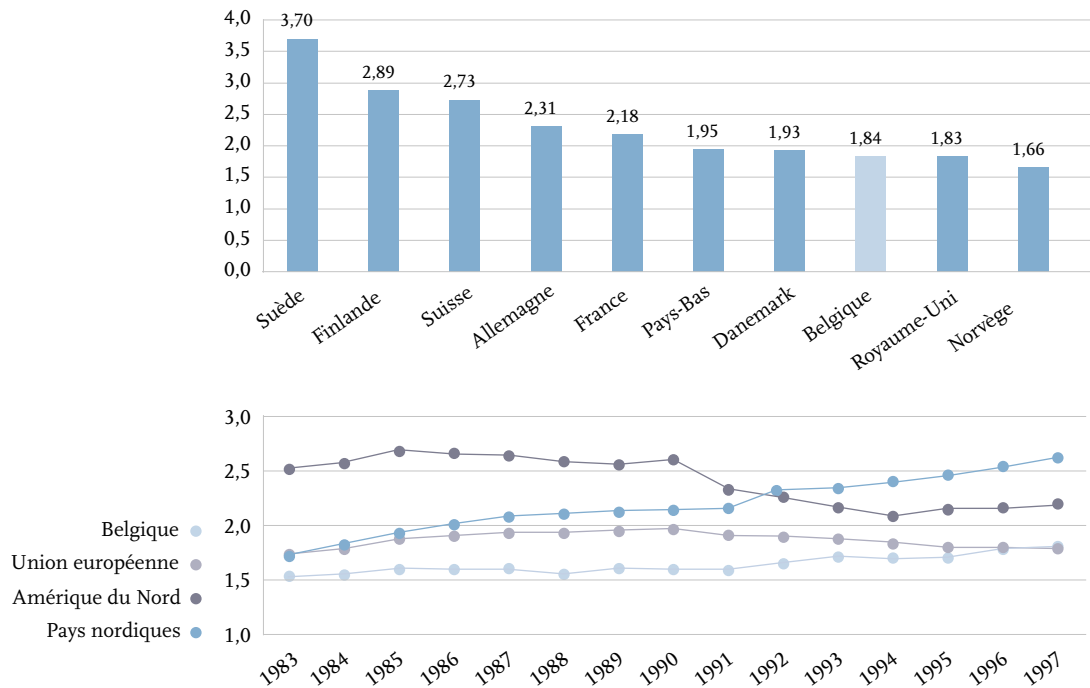 4,0
3,5
3,0
2,5
2,0
1,5
1,0
0,5
0,0
3,70
2,89
2,73
2,31
2,18
1,95
1,93
1,84
1,83
1,66
Suède
Finlande
Suisse
Allemagne
France
Pays-Bas
Danemark
Belgique
Royaume-Uni
Norvège
3,0
2,5
2,0
1,5
1,0
Belgique
Union européenne
Amérique du Nord
Pays nordiques
1983
1984
1985
1986
1987
1988
1989
1990
1991
1992
1993
1994
1995
1996
1997